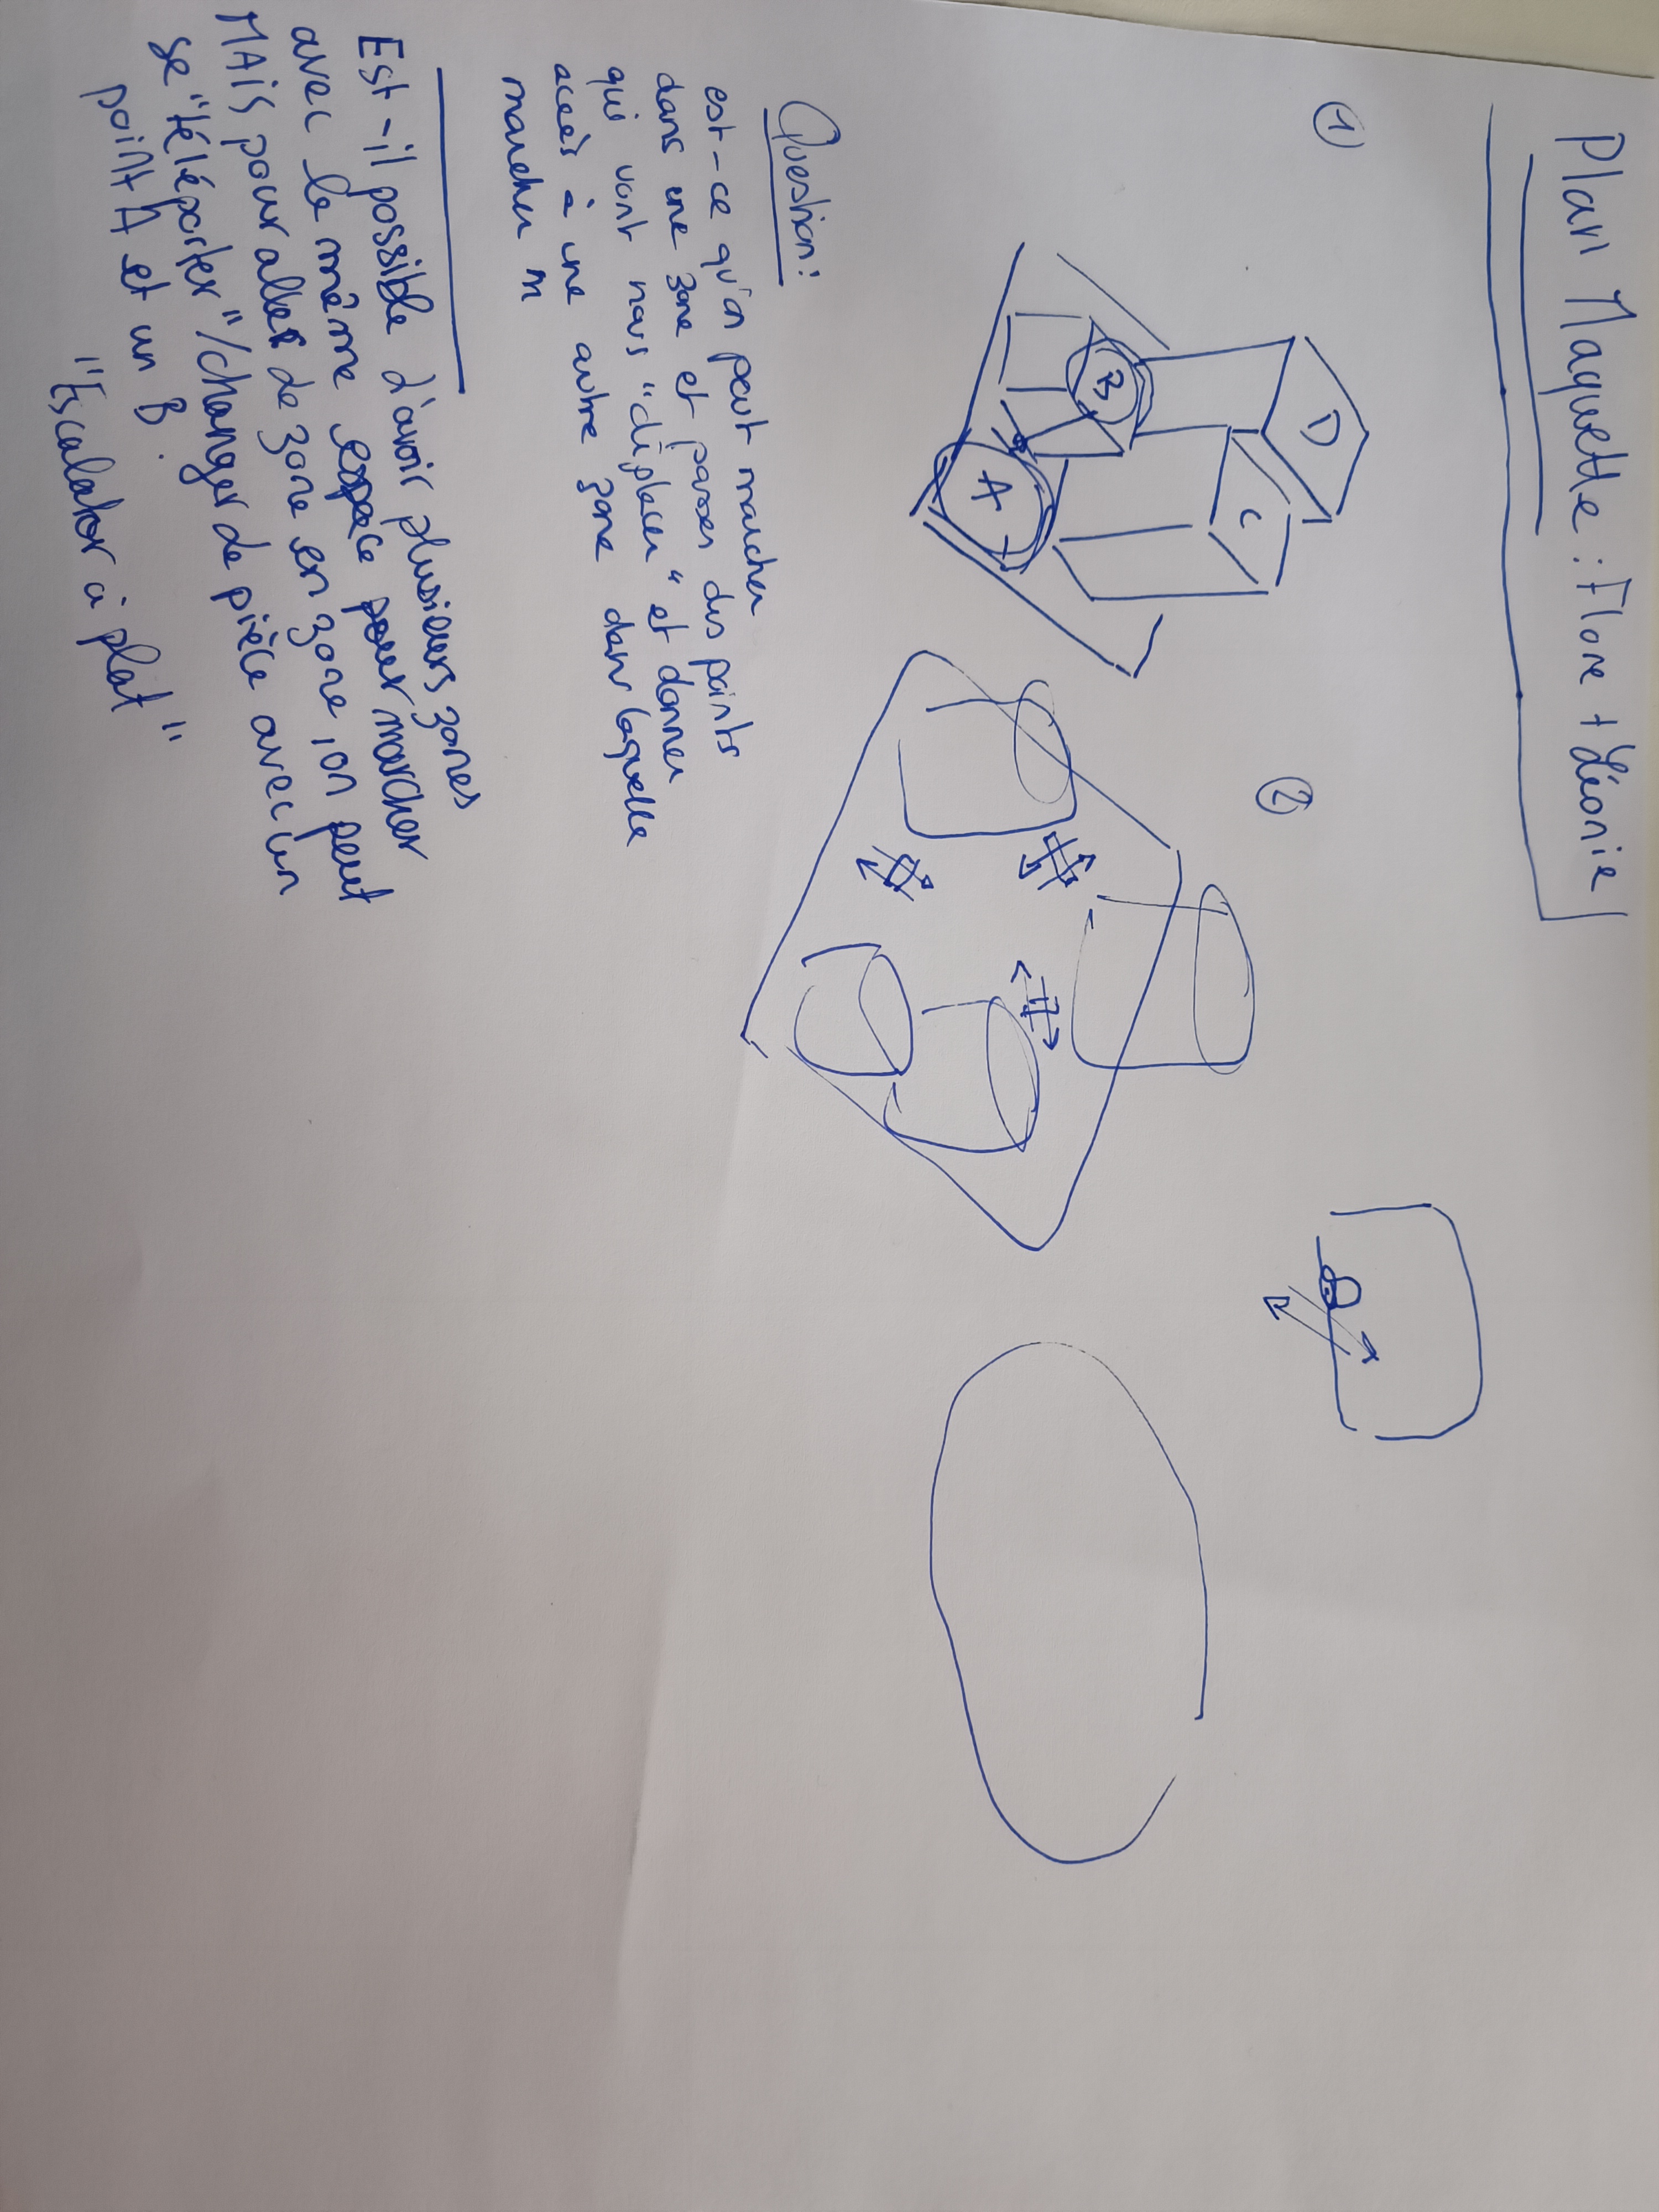 Plan Maquette : Flore + Léonie
①
D
B
C
A
②
Question :
est-ce qu'on peut marcher
dans une zone et passer des points
qui vont nous "déplacer" et donner
accès à une autre zone dans laquelle
marcher m
Est-il possible d'avoir plusieurs zones
avec le même espace pour marcher
MAIS pour aller de zone en zone, on peut
se "téléporter"/changer de pièce avec un
point A et un B.
"Escalator à plat"